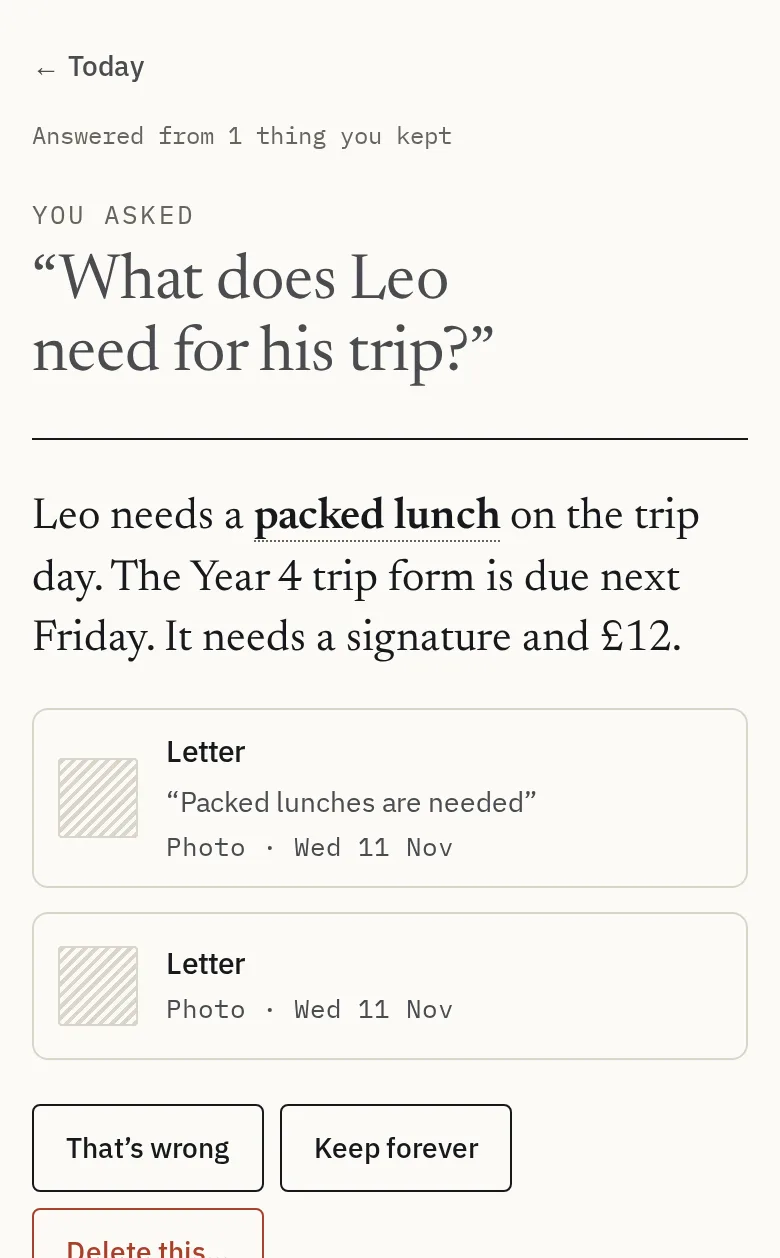 ← Today
Answered from 1 thing you kept
YOU ASKED
“What does Leo
need for his trip?”
Leo needs a packed lunch on the trip
day. The Year 4 trip form is due next
Friday. It needs a signature and £12.
Letter
“Packed lunches are needed”
Photo · Wed 11 Nov
Letter
Photo · Wed 11 Nov
That’s wrong
Keep forever
Delete this...